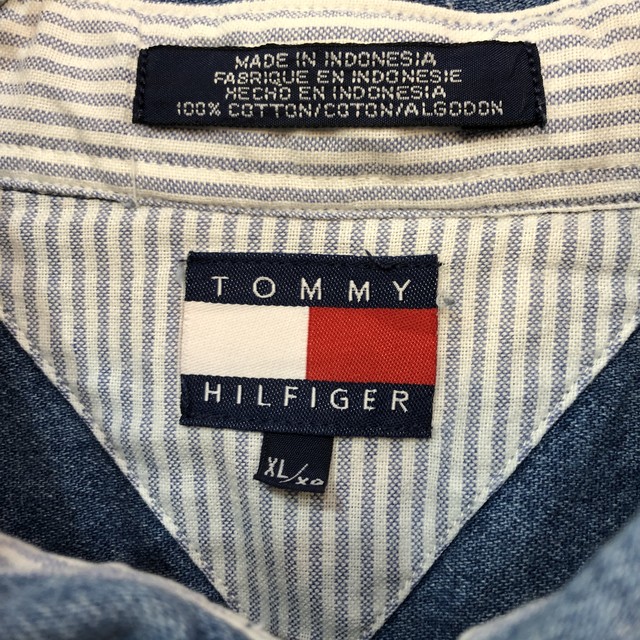 MADE IN INDONESIA
FABRIQUE EN INDONESIE
HECHO EN INDONESIA
100% COTTON/COTON/ALGODON
TOMMY
HILFIGER
XL/XG